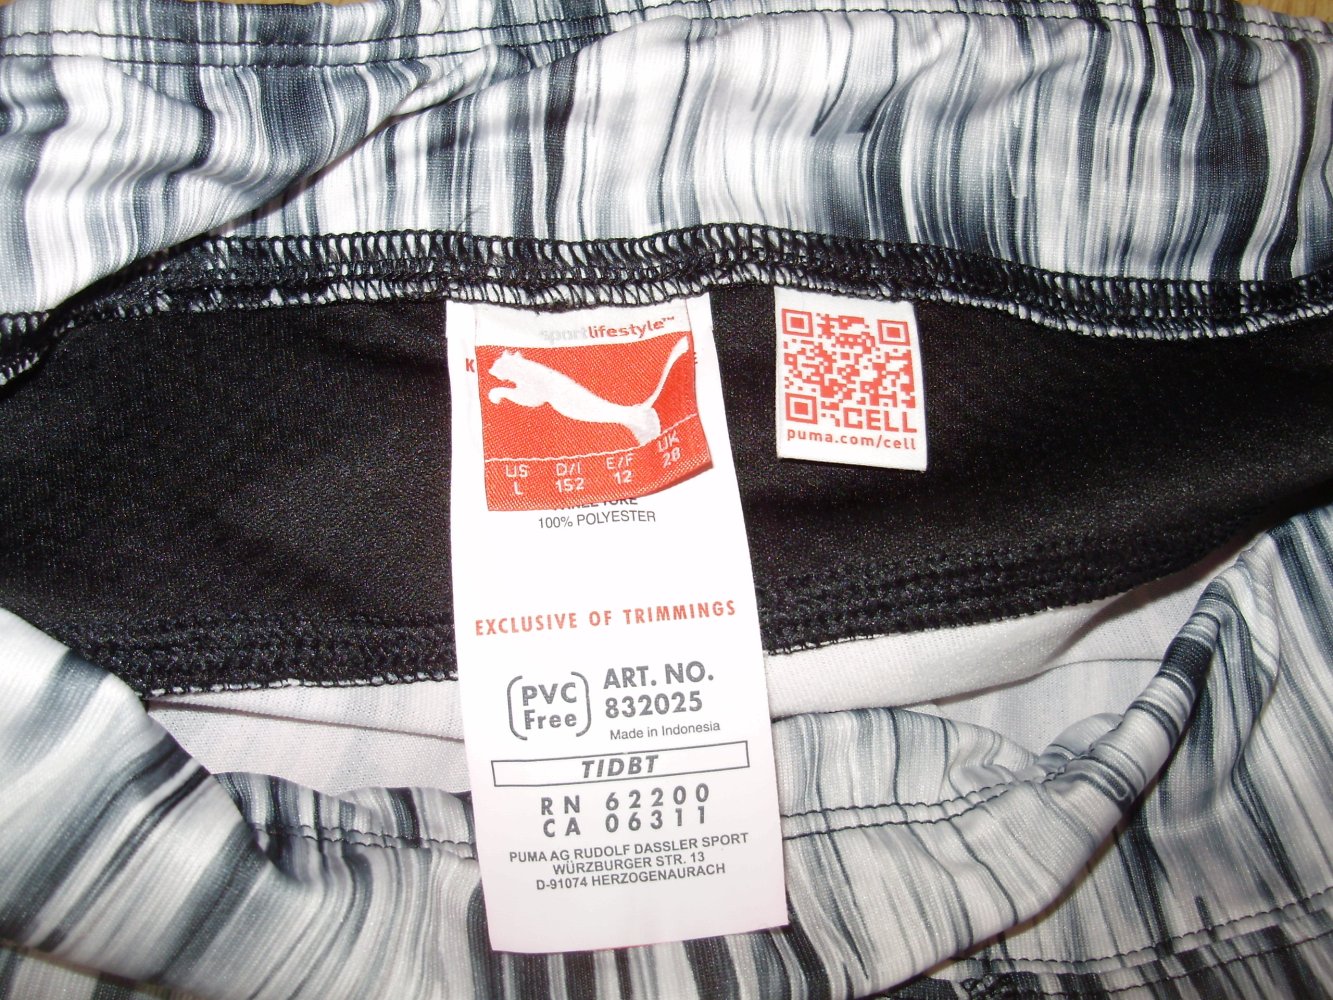 sportlifestyle™
US D/I E/F UK
L 152 12 28
100% POLYESTER
EXCLUSIVE OF TRIMMINGS
PVC
Free
ART. NO.
832025
Made in Indonesia
TIDBT
RN 62200
CA 06311
PUMA AG RUDOLF DASSLER SPORT
WÜRZBURGER STR. 13
D-91074 HERZOGENAURACH
CELL
puma.com/cell